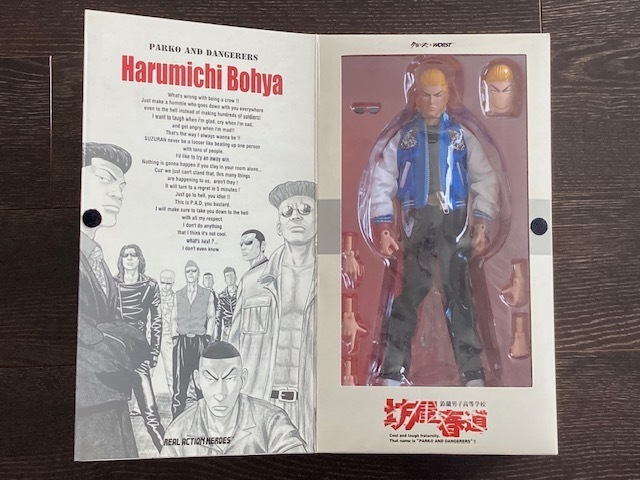 PARKO AND DANGERERS
Harumichi Bohya
What's wrong with being a crow !!
Just make a hommie who goes down with you everywhere
even to the hell instead of making hundreds of soldiers!
I want to laugh when I'm glad, cry when I'm sad,
and get angry when I'm mad!!
That's the way I always wanna be !!
SUZURAN never be a looser like beating up one person
with tons of people.
I'd like to try an away win.
Nothing is gonna happen if you stay in your room alone...
Cuz' we just can't stand that, this many things
are happening to us, aren't they !
It will turn to a regret in 5 minutes !
Just go to hell, you idiot !!
This is P.A.D, you bastard.
I will make sure to take you down to the hell
with all my respect.
I don't do anything
that I think it's not cool.
what's next ?...
I don't even know.
REAL ACTION HEROES
クローズ×WORST
鈴蘭男子高等学校
坊屋春道
Cool and tough fraternity.
That name is "PARKO AND DANGERERS" !!